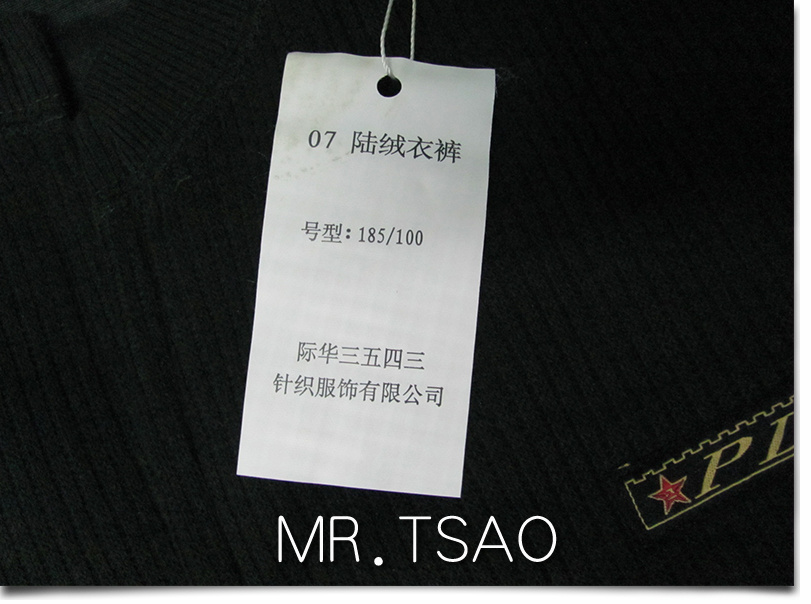 07 陆绒衣裤
号型:185/100
际华三五四三
针织服饰有限公司
PL
MR.TSAO